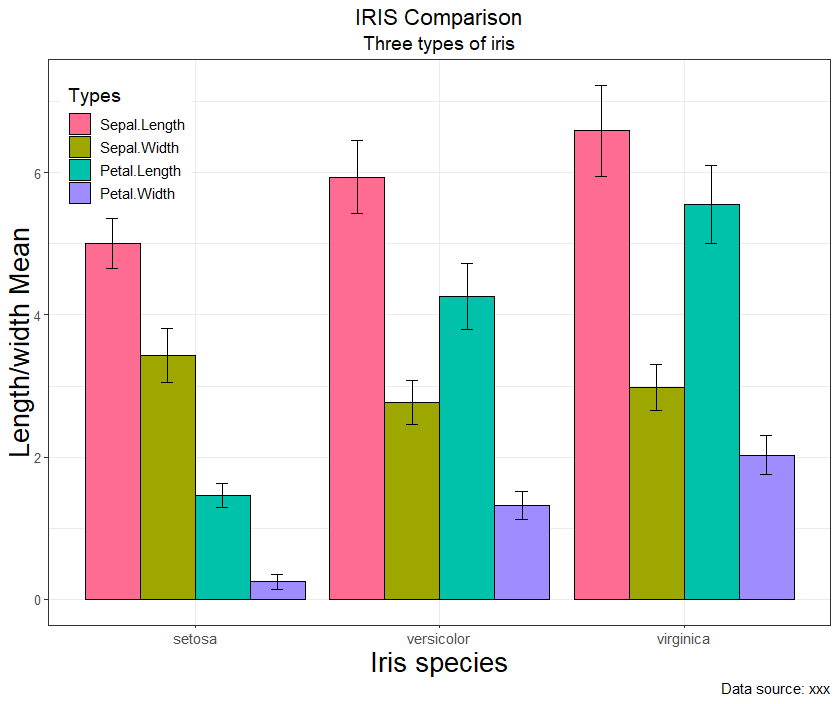 IRIS Comparison
Three types of iris
Types
Sepal.Length
Sepal.Width
Petal.Length
Petal.Width
Length/width Mean
6
4
2
0
setosa versicolor virginica
Iris species
Data source: xxx